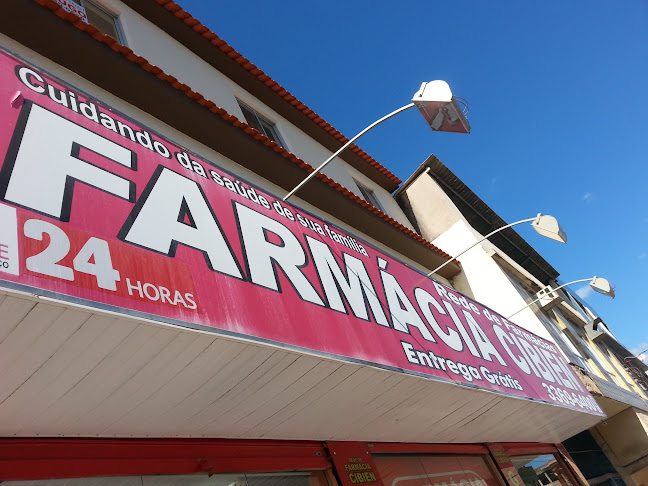 Cuidando da saúde de sua família
FARMÁCIA CIBIEN
24 HORAS
Rede de Farmácias
Entrega Grátis
FARMÁCIA
CIBIEN